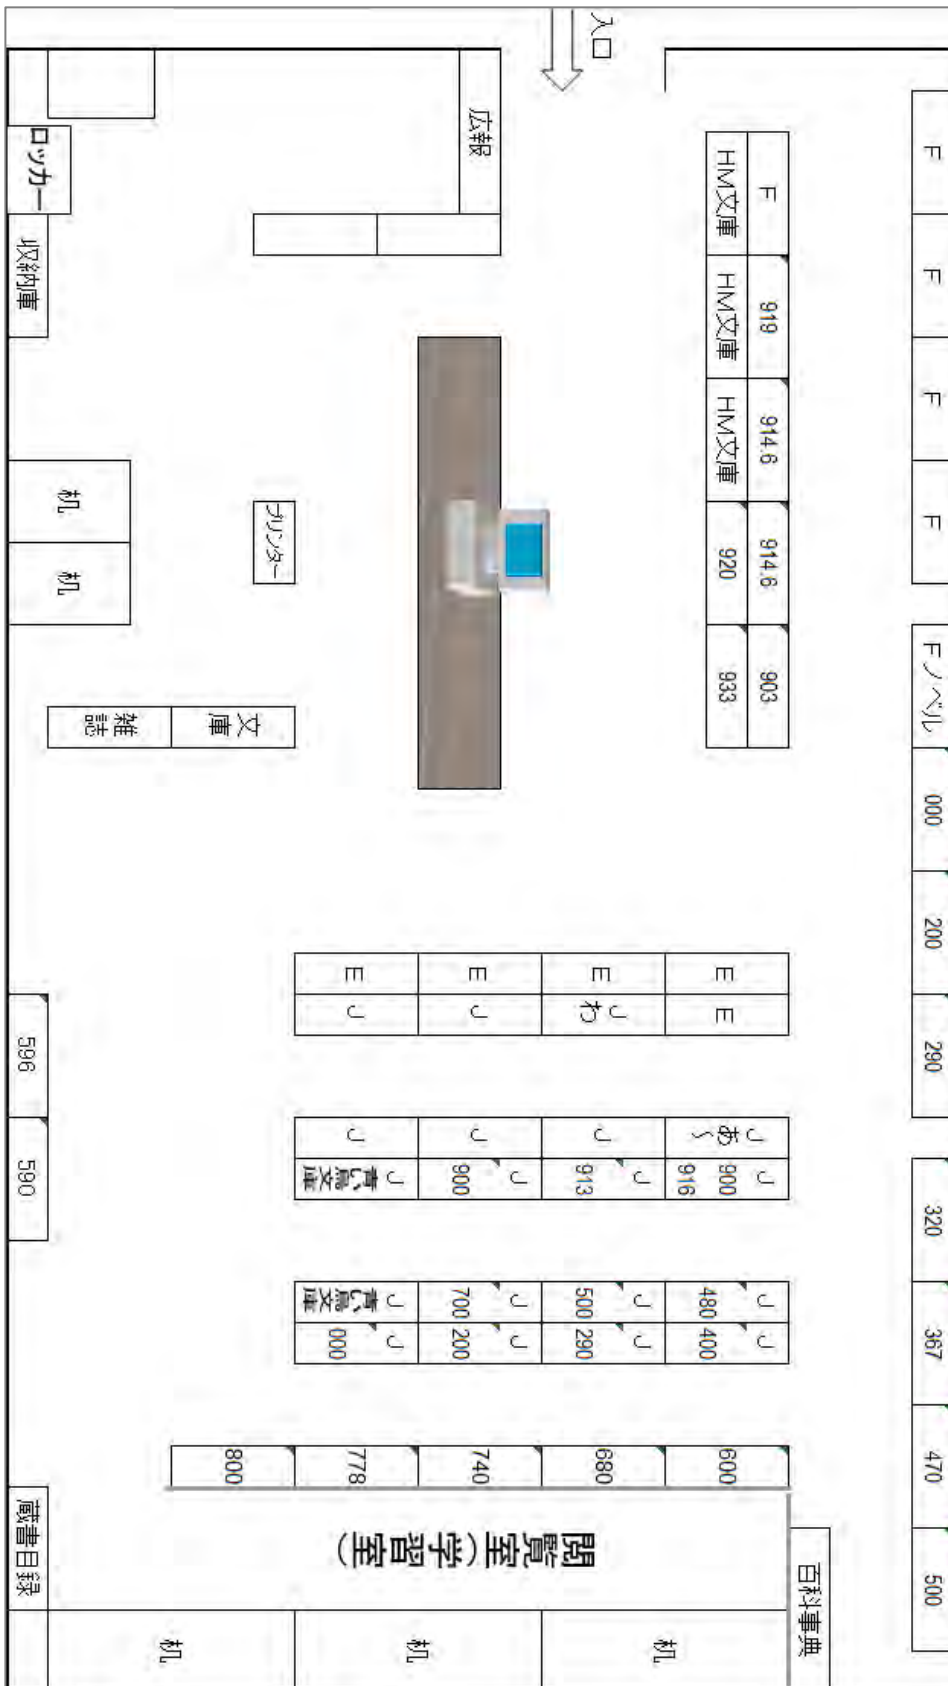 入口
F
F
F
F
Fノベル
000
200
290
320
367
470
500
F
919
914.6
914.6
903
HM文庫
HM文庫
HM文庫
920
933
広報
ロッカー
収納庫
机
机
プリンター
文庫
雑誌
E
E
E
E
E
J わ
J
J
J あ~
J
J
J
J 900 916
J 913
J 900
J 青い鳥文庫
J 480
J 500
J 700
J 青い鳥文庫
J 400
J 290
J 200
J 000
596
590
600
680
740
778
800
閲覧室(学習室)
百科事典
蔵書目録
机
机
机